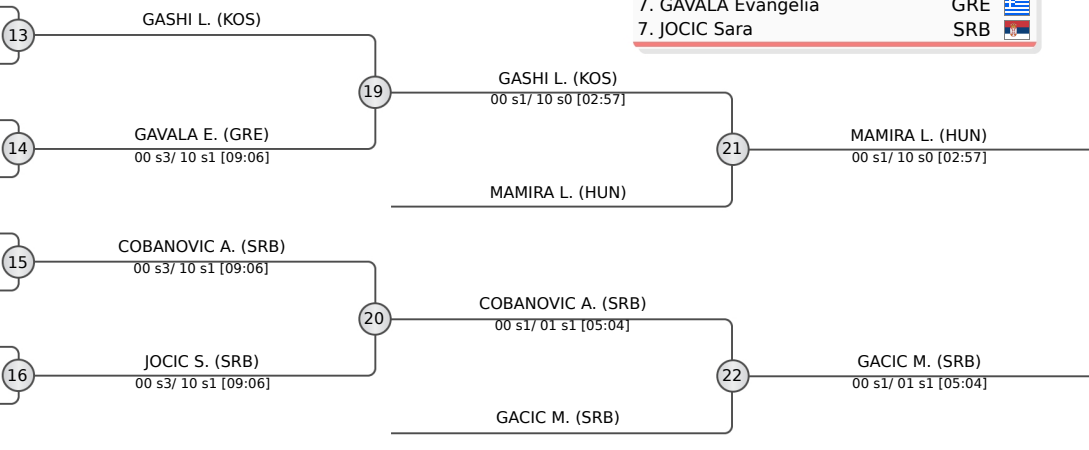 7. GAVALA Evangelia GRE
7. JOCIC Sara SRB
13
GASHI L. (KOS)
19
GASHI L. (KOS)
00 s1/ 10 s0 [02:57]
14
GAVALA E. (GRE)
00 s3/ 10 s1 [09:06]
21
MAMIRA L. (HUN)
00 s1/ 10 s0 [02:57]
MAMIRA L. (HUN)
15
COBANOVIC A. (SRB)
00 s3/ 10 s1 [09:06]
20
COBANOVIC A. (SRB)
00 s1/ 01 s1 [05:04]
16
JOCIC S. (SRB)
00 s3/ 10 s1 [09:06]
22
GACIC M. (SRB)
00 s1/ 01 s1 [05:04]
GACIC M. (SRB)